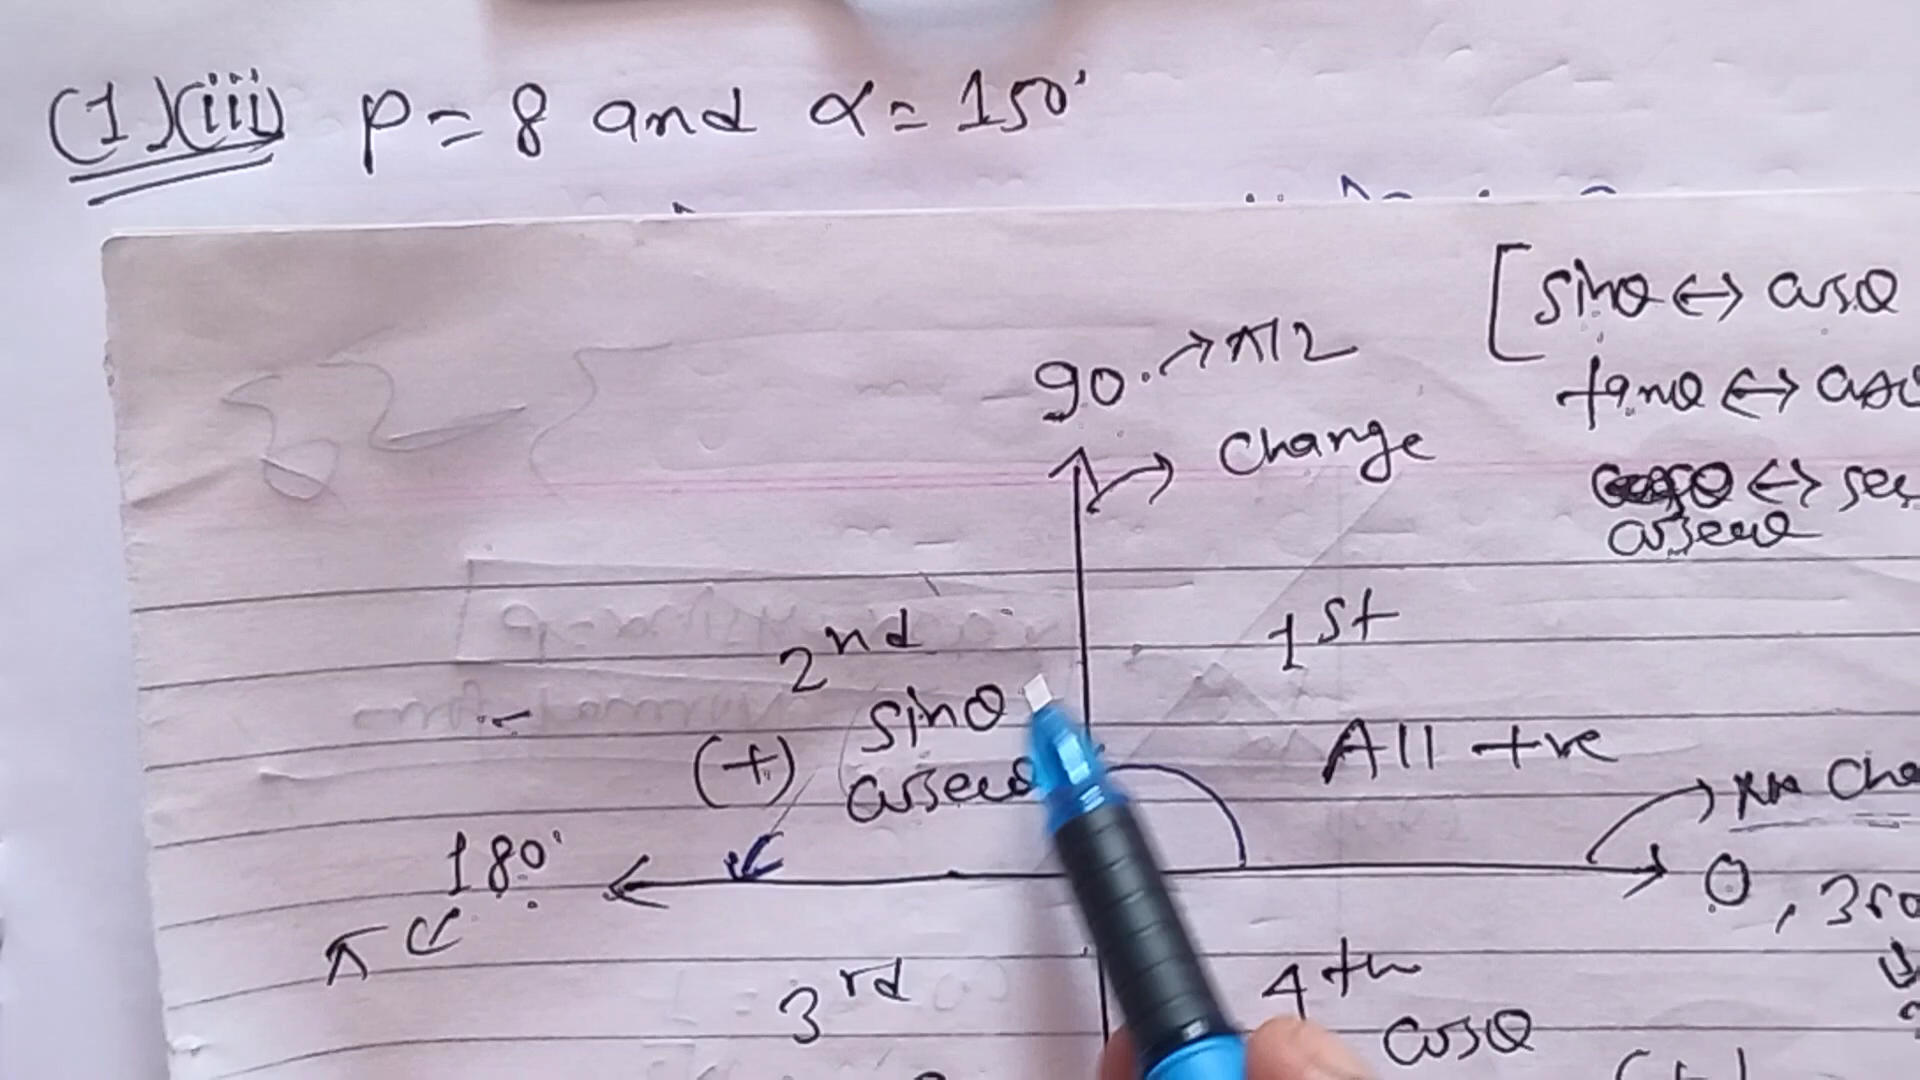 (1)(iii) P = 8 and α = 150°
[sinθ ↔ cosθ
90° → π/2
tanθ ↔
Change
↔ sec
cosecθ
2nd
1st
sinθ
(+)
cosecθ
All +ve
180°
0, 360
π
3rd
4th
cosθ